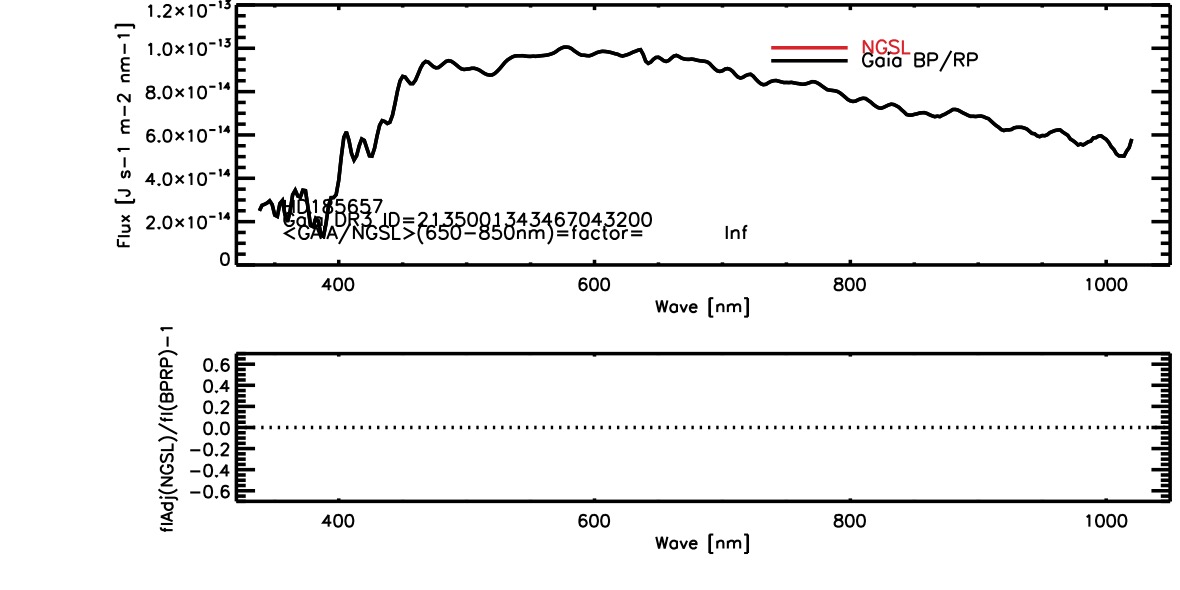 1.2×10−13
1.0×10−13
8.0×10−14
6.0×10−14
4.0×10−14
2.0×10−14
0
Flux [J s−1 m−2 nm−1]
NGSL
Gaia BP/RP
HD185657
Gaia DR3 ID=2135001343467043200
<GAIA/NGSL>(650−850nm)=factor= Inf
400 600 800 1000
Wave [nm]
flAdj(NGSL)/fl(BPRP)−1
0.6
0.4
0.2
0.0
−0.2
−0.4
−0.6
400 600 800 1000
Wave [nm]